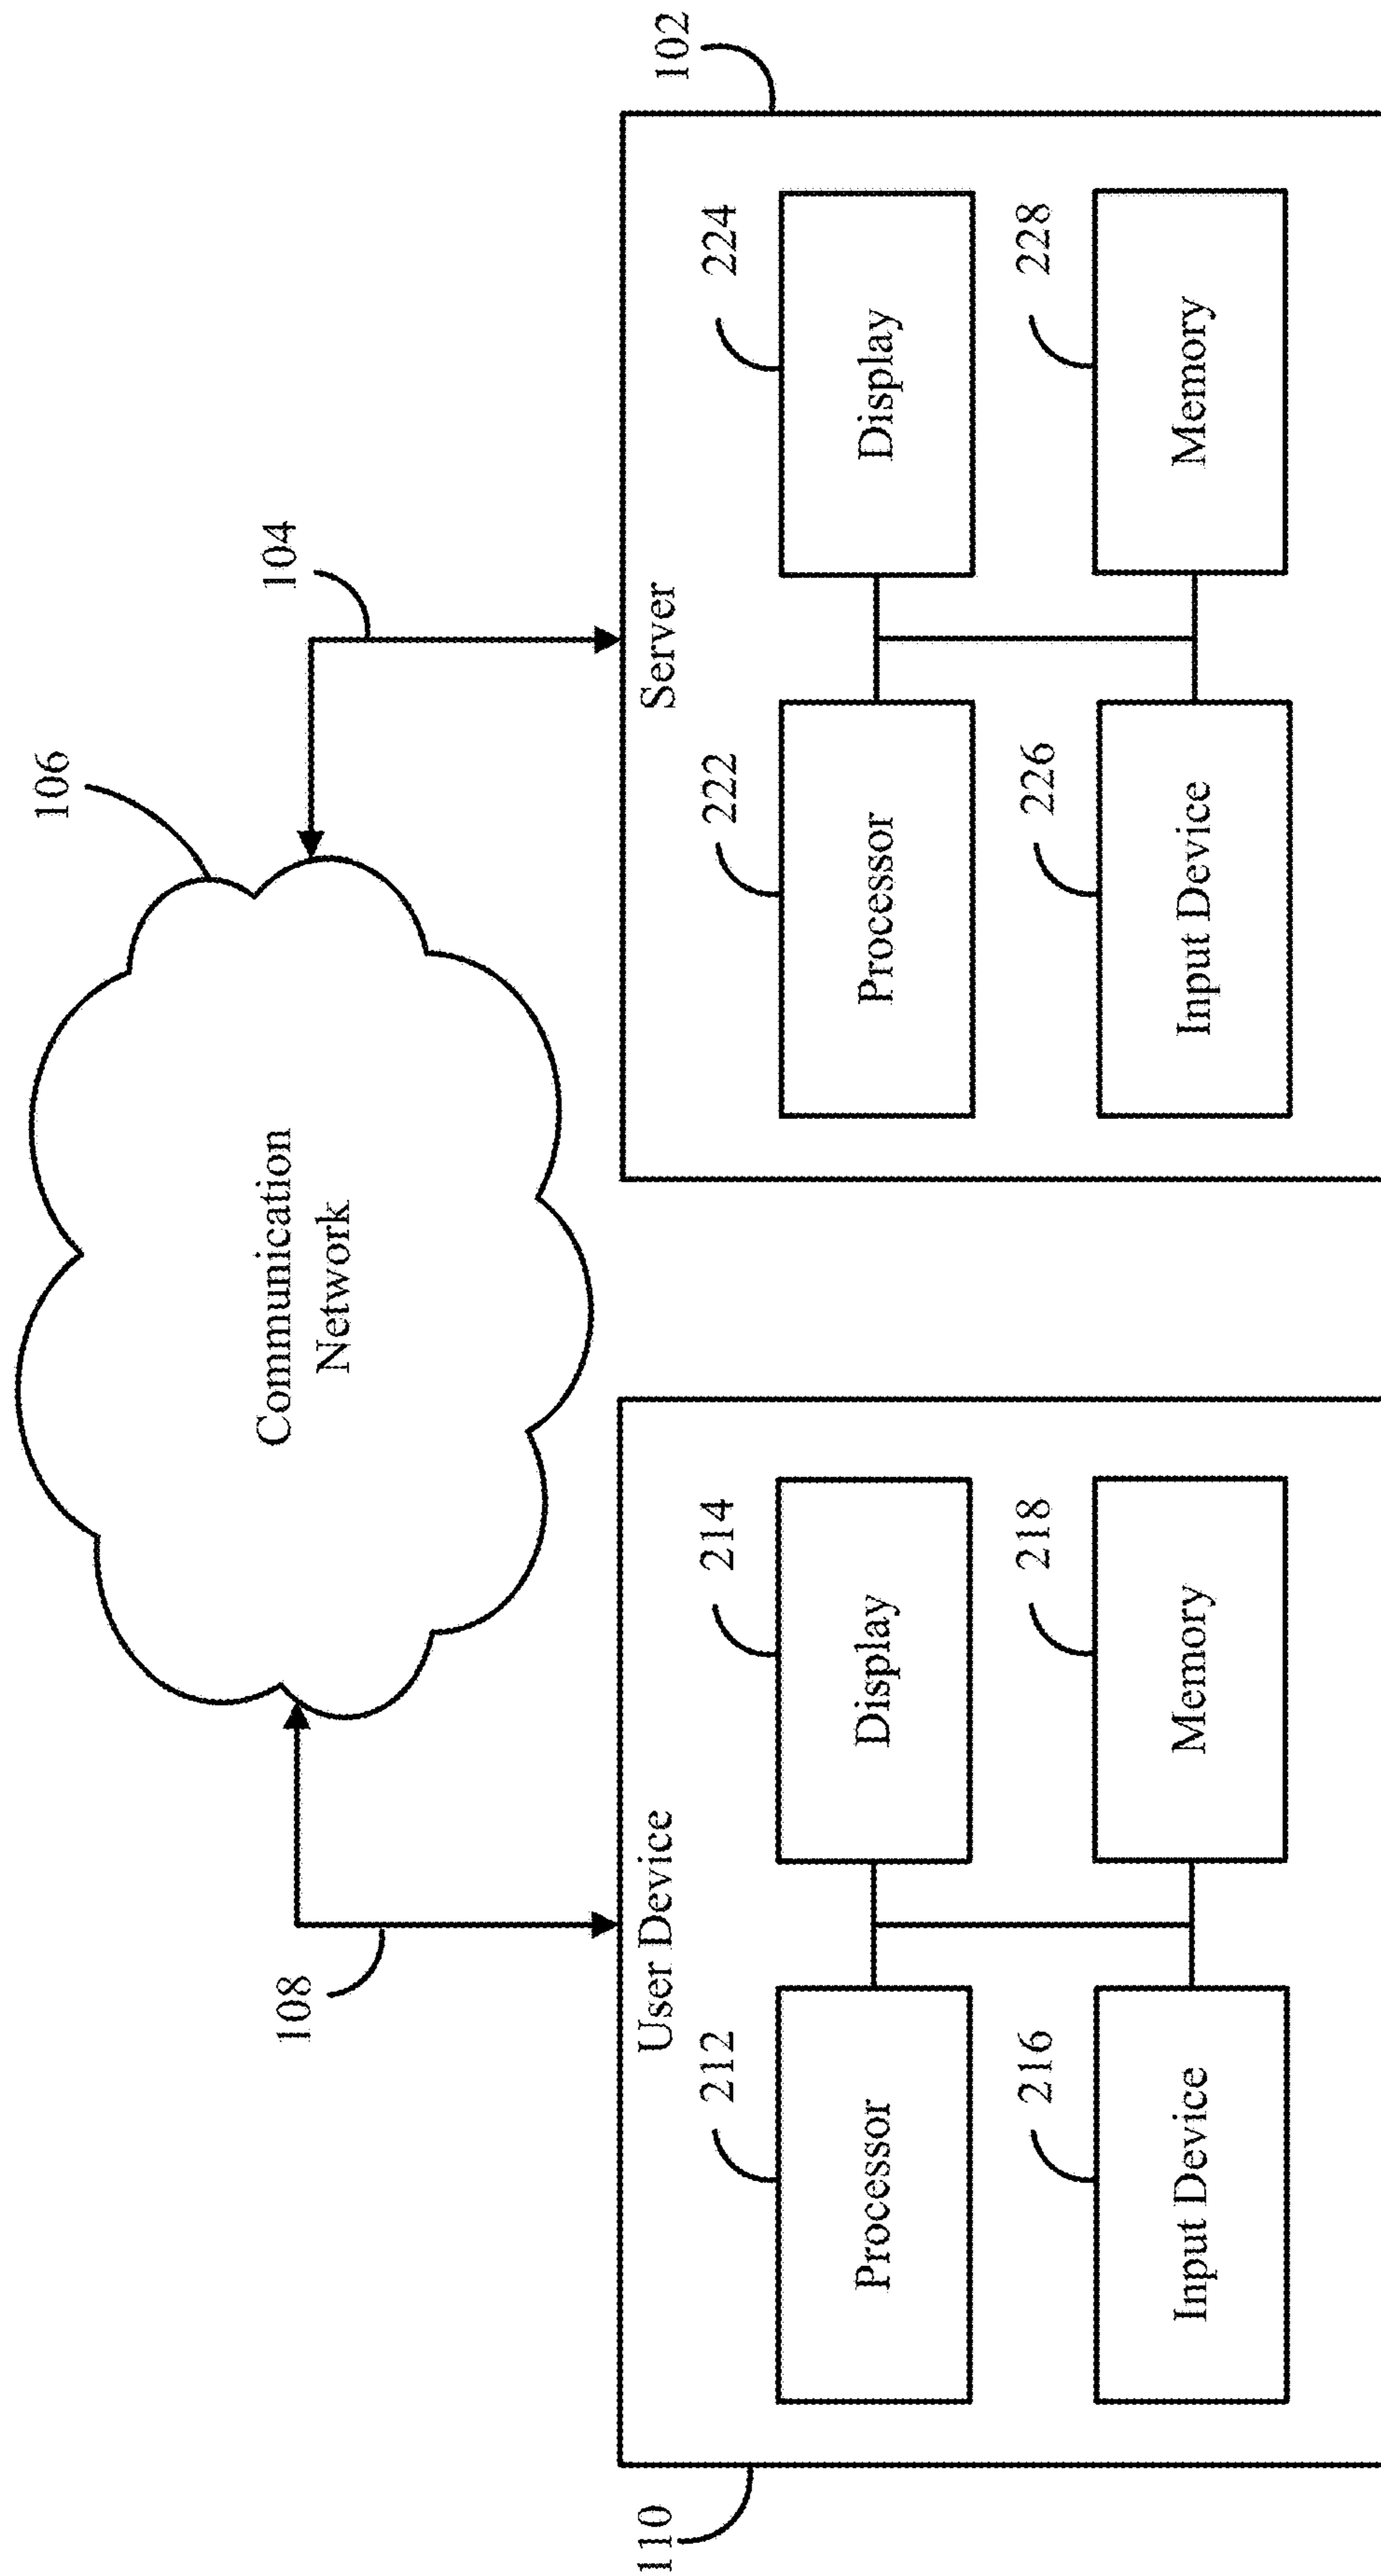 106
Communication
Network
108
104
110
User Device
212
Processor
214
Display
216
Input Device
218
Memory
102
Server
222
Processor
224
Display
226
Input Device
228
Memory